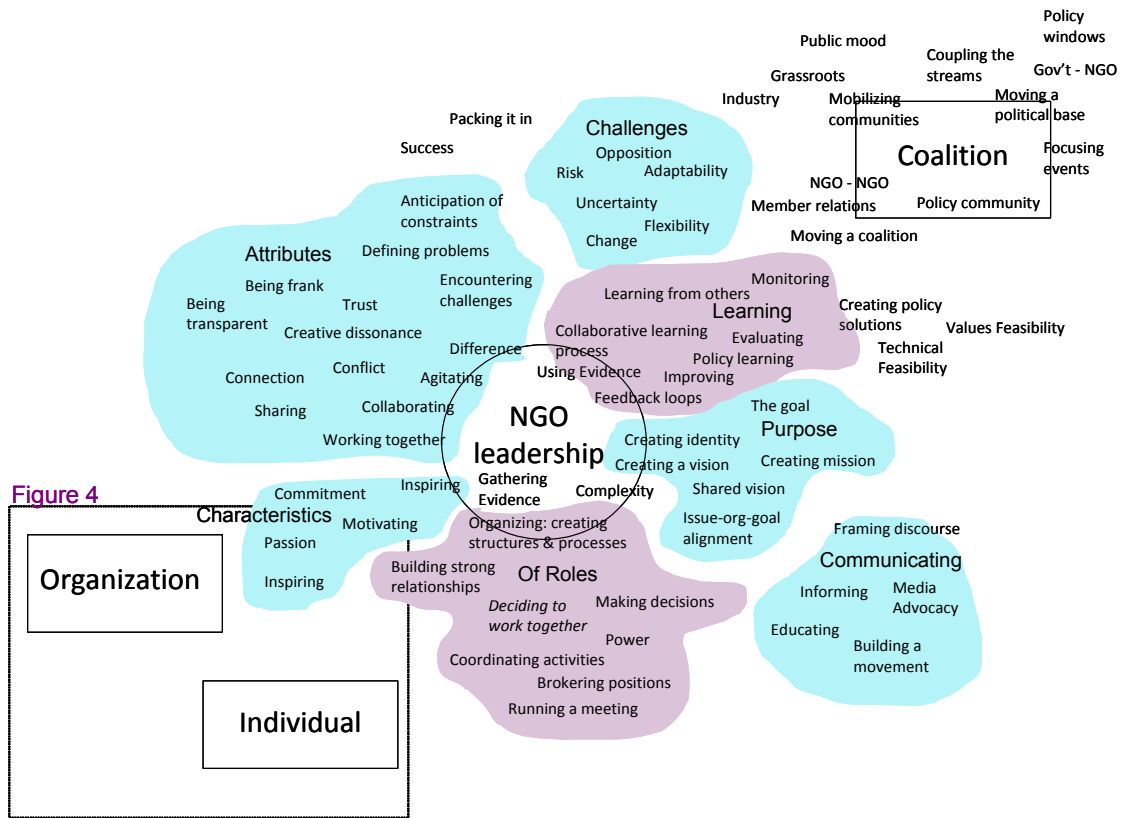 Policy
windows
Public mood
Coupling the
streams
Gov't - NGO
Grassroots
Industry
Mobilizing
communities
Moving a
political base
Coalition
Focusing
events
NGO - NGO
Member relations
Policy community
Moving a coalition
Packing it in
Success
Challenges
Opposition
Risk
Adaptability
Uncertainty
Flexibility
Change
Anticipation of
constraints
Attributes
Defining problems
Being frank
Encountering
challenges
Being
transparent
Trust
Creative dissonance
Difference
Conflict
Connection
Agitating
Sharing
Collaborating
Working together
Monitoring
Learning from others
Learning
Collaborative learning
process
Evaluating
Policy learning
Using Evidence
Improving
Feedback loops
Creating policy
solutions
Values Feasibility
Technical
Feasibility
NGO
leadership
Gathering
Evidence
Complexity
The goal
Purpose
Creating identity
Creating a vision
Creating mission
Shared vision
Issue-org-goal
alignment
Figure 4
Commitment
Inspiring
Characteristics
Motivating
Passion
Inspiring
Organization
Individual
Organizing: creating
structures & processes
Building strong
relationships
Of Roles
Deciding to
work together
Making decisions
Power
Coordinating activities
Brokering positions
Running a meeting
Framing discourse
Communicating
Informing
Media
Advocacy
Educating
Building a
movement